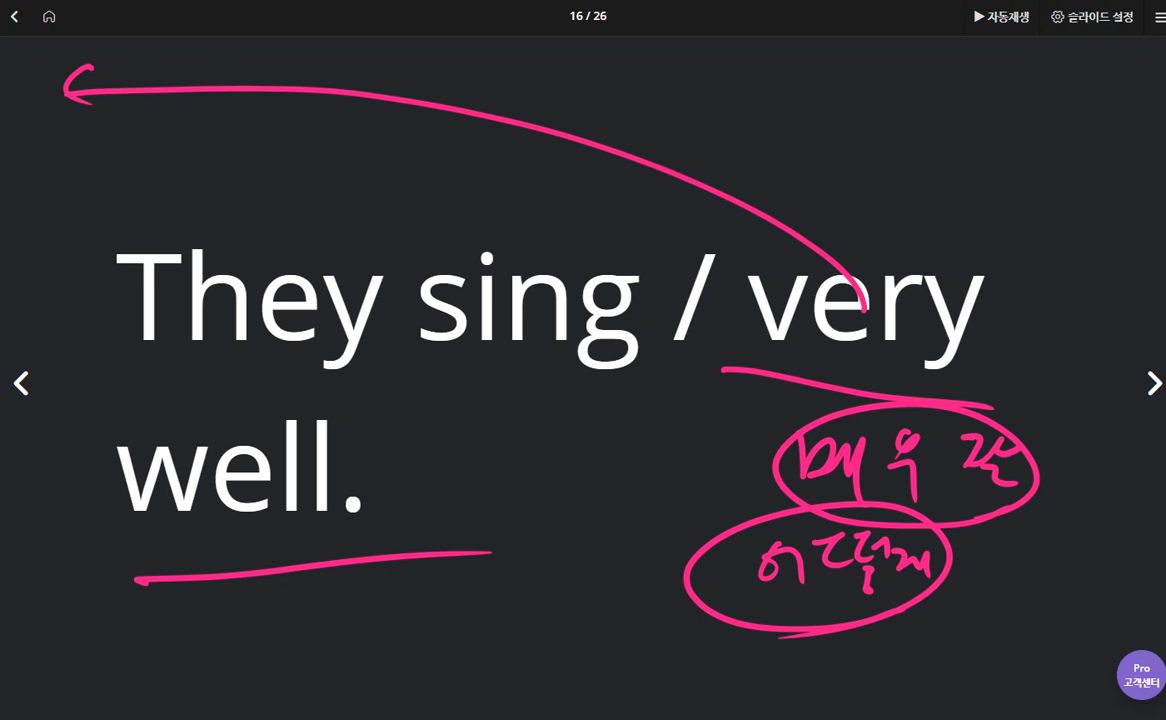 16 / 26
자동재생
슬라이드 설정
They sing / very
well.
매우 잘
어떻게
Pro
고객센터